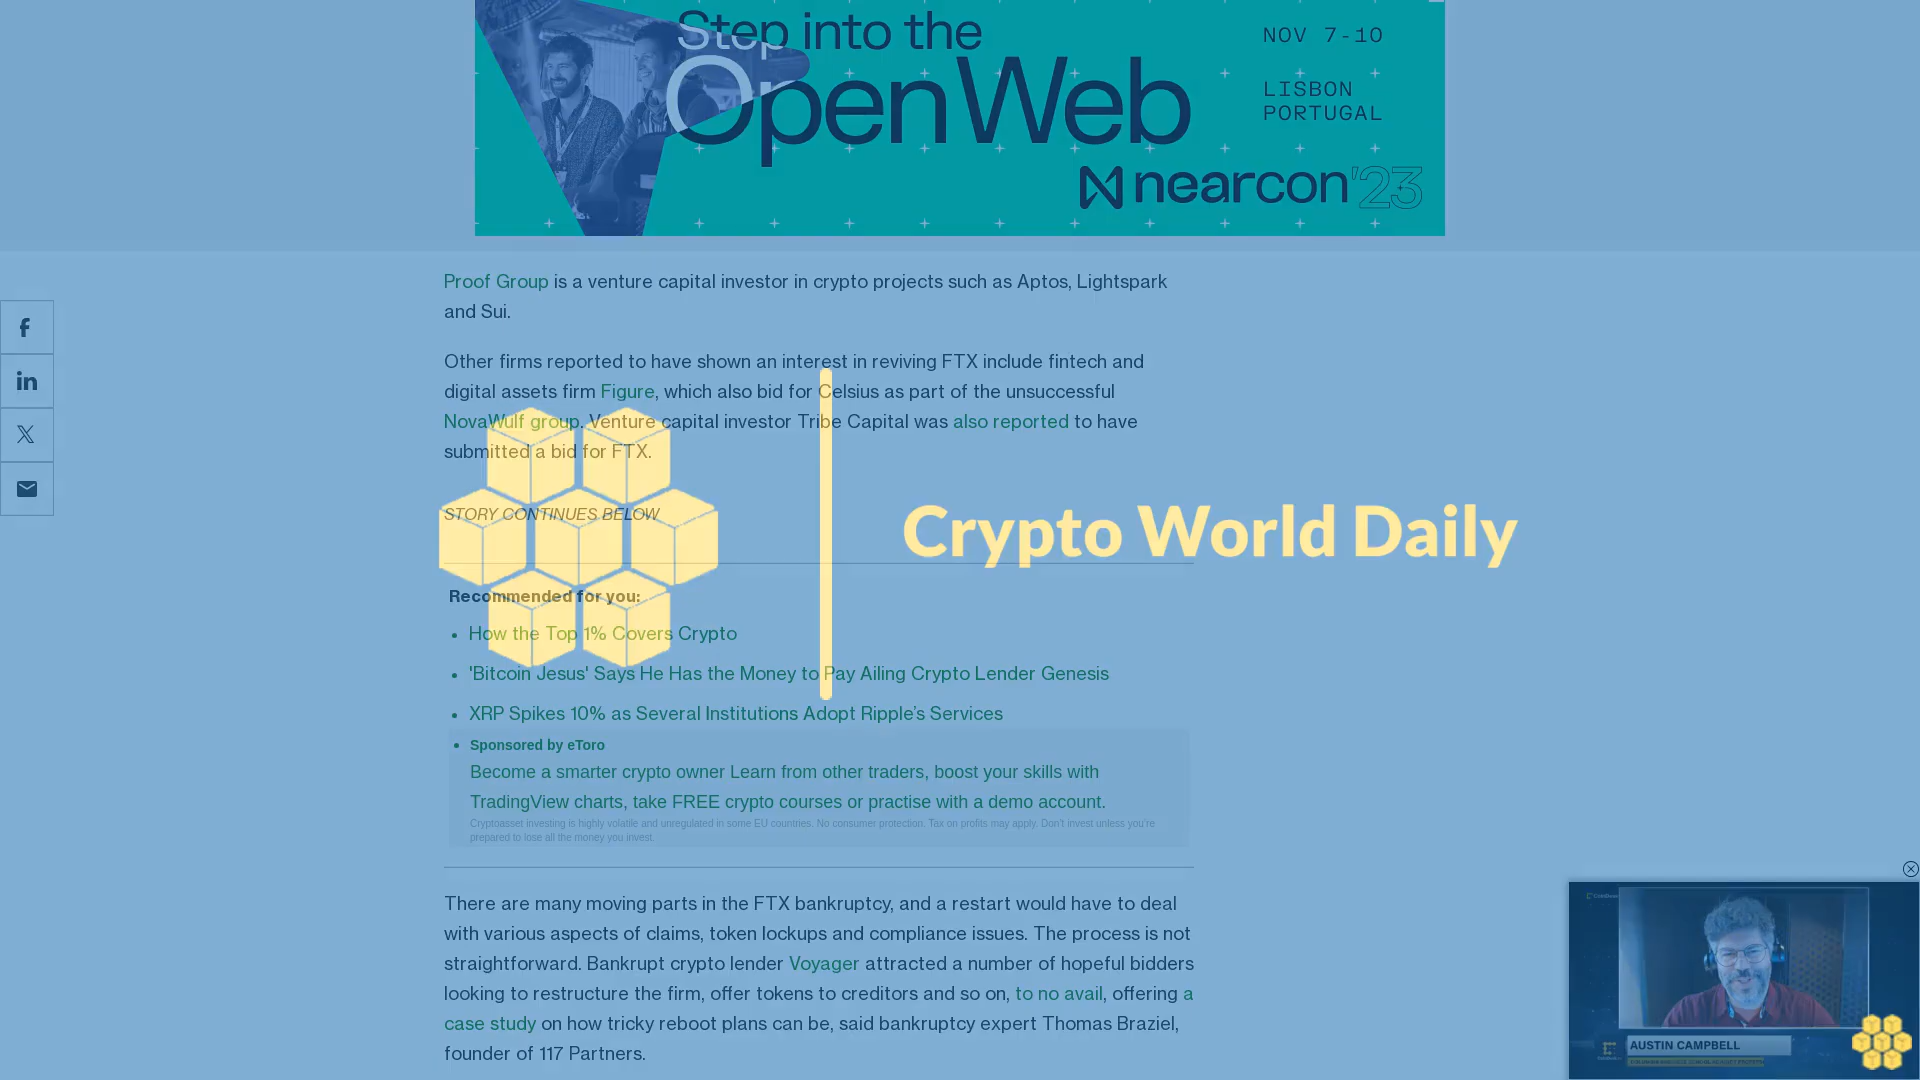 Step into the
Open Web
NOV 7-10
LISBON
PORTUGAL
nearcon'23
Proof Group is a venture capital investor in crypto projects such as Aptos, Lightspark
and Sui.
Other firms reported to have shown an interest in reviving FTX include fintech and
digital assets firm Figure, which also bid for Celsius as part of the unsuccessful
NovaWulf group. Venture capital investor Tribe Capital was also reported to have
submitted a bid for FTX.
STORY CONTINUES BELOW
Crypto World Daily
Recommended for you:
How the Top 1% Covers Crypto
'Bitcoin Jesus' Says He Has the Money to Pay Ailing Crypto Lender Genesis
XRP Spikes 10% as Several Institutions Adopt Ripple’s Services
Sponsored by eToro
Become a smarter crypto owner Learn from other traders, boost your skills with
TradingView charts, take FREE crypto courses or practise with a demo account.
Cryptoasset investing is highly volatile and unregulated in some EU countries. No consumer protection. Tax on profits may apply. Don't invest unless you're
prepared to lose all the money you invest.
There are many moving parts in the FTX bankruptcy, and a restart would have to deal
with various aspects of claims, token lockups and compliance issues. The process is not
straightforward. Bankrupt crypto lender Voyager attracted a number of hopeful bidders
looking to restructure the firm, offer tokens to creditors and so on, to no avail, offering a
case study on how tricky reboot plans can be, said bankruptcy expert Thomas Braziel,
founder of 117 Partners.
AUSTIN CAMPBELL